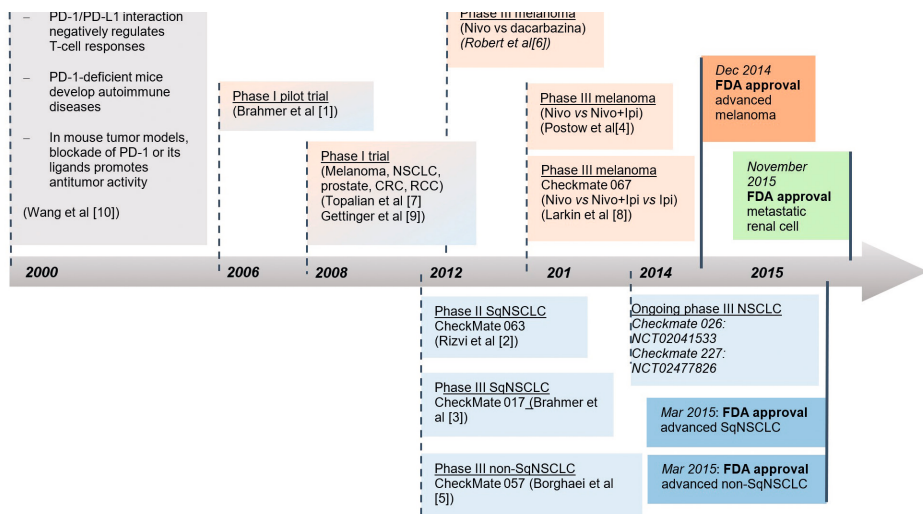 – PD-1/PD-L1 interaction
negatively regulates
T-cell responses
– PD-1-deficient mice
develop autoimmune
diseases
– In mouse tumor models,
blockade of PD-1 or its
ligands promotes
antitumor activity
(Wang et al [10])
Phase I pilot trial
(Brahmer et al [1])
Phase I trial
(Melanoma, NSCLC,
prostate, CRC, RCC)
(Topalian et al [7]
Gettinger et al [9])
Phase III melanoma
(Nivo vs dacarbazina)
(Robert et al[6])
Phase III melanoma
(Nivo vs Nivo+Ipi)
(Postow et al[4])
Phase III melanoma
Checkmate 067
(Nivo vs Nivo+Ipi vs Ipi)
(Larkin et al [8])
Dec 2014
FDA approval
advanced
melanoma
November
2015
FDA approval
metastatic
renal cell
2000 2006 2008 2012 201 2014 2015
Phase II SqNSCLC
CheckMate 063
(Rizvi et al [2])
Phase III SqNSCLC
CheckMate 017 (Brahmer et
al [3])
Phase III non-SqNSCLC
CheckMate 057 (Borghaei et al
[5])
Ongoing phase III NSCLC
Checkmate 026:
NCT02041533
Checkmate 227:
NCT02477826
Mar 2015: FDA approval
advanced SqNSCLC
Mar 2015: FDA approval
advanced non-SqNSCLC